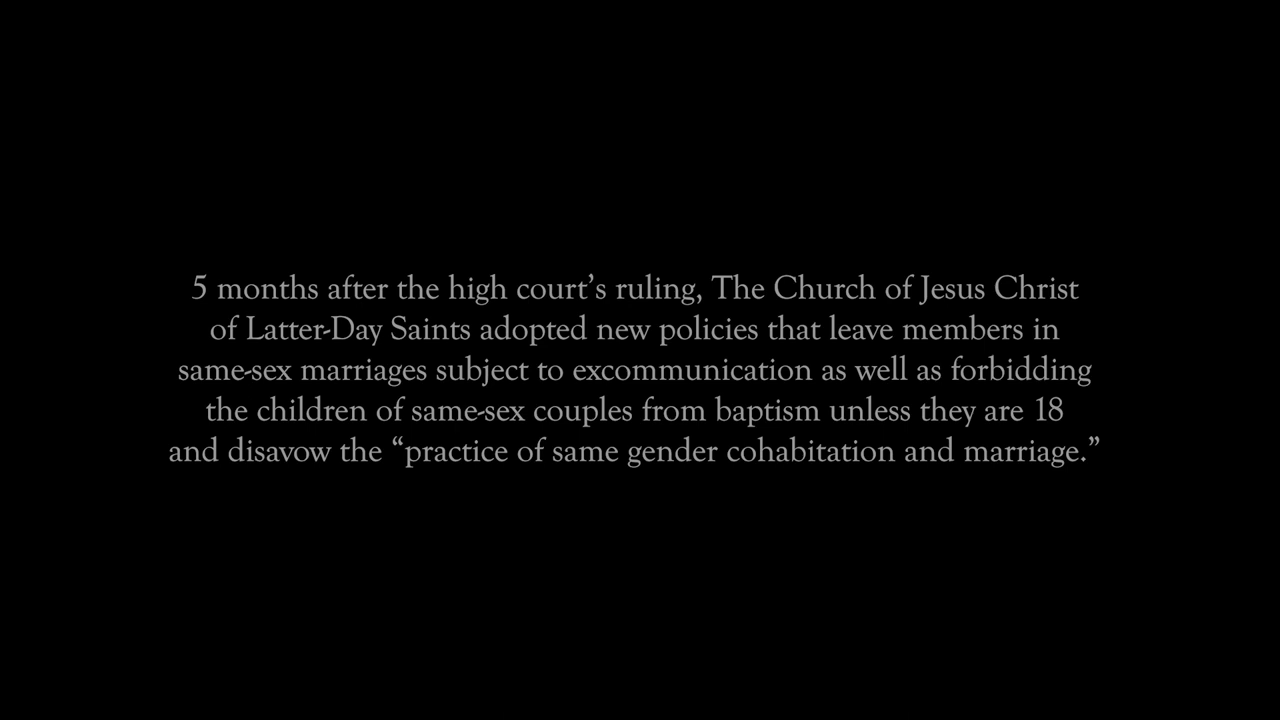 5 months after the high court’s ruling, The Church of Jesus Christ
of Latter-Day Saints adopted new policies that leave members in
same-sex marriages subject to excommunication as well as forbidding
the children of same-sex couples from baptism unless they are 18
and disavow the “practice of same gender cohabitation and marriage.”